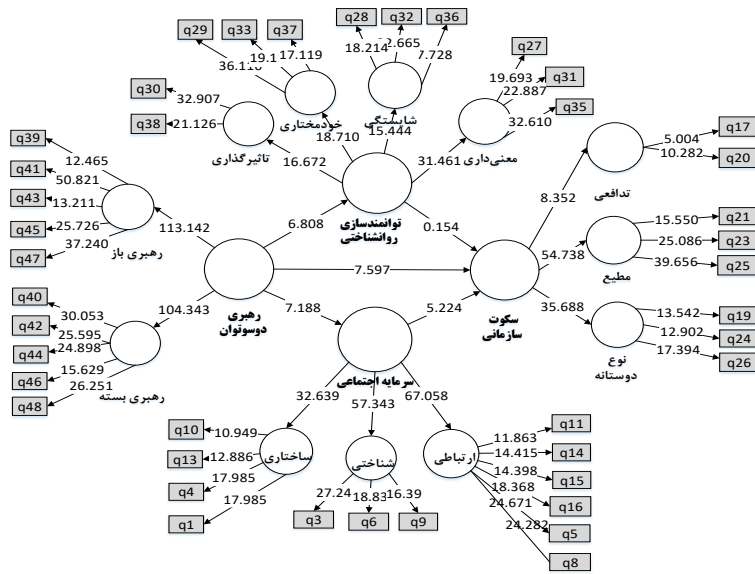 q28
q32
q36
q29
q33
q37
q27
18.214
17.119
7.728
36.116
19.693
q31
22.887
q35
q30
32.907
خودمختاری
شایستگی
32.610
q17
q38
21.126
18.710
15.444
معنی‌داری
5.004
q39
تاثیرگذاری
16.672
31.461
10.282
q20
12.465
q41
50.821
تدافعی
q43
13.211
توانمندسازی
روانشناختی
8.352
q21
15.550
q45
25.726
رهبری باز
113.142
6.808
0.154
q23
25.086
q47
37.240
54.738
مطیع
39.656
q25
7.597
q40
104.343
رهبری
دوسوتوان
7.188
5.224
سکوت
سازمانی
35.688
30.053
q42
13.542
q19
25.595
q44
24.898
12.902
q24
q46
15.629
نوع
دوستانه
17.394
q26
q48
26.251
رهبری بسته
سرمایه اجتماعی
32.639
57.343
67.058
q10
10.949
11.863
q11
q13
12.886
ساختاری
شناختی
ارتباطی
14.415
q14
q4
17.985
14.398
q15
q1
17.985
27.24
18.83
16.39
18.368
q16
q3
q6
q9
24.671
q5
24.282
q8